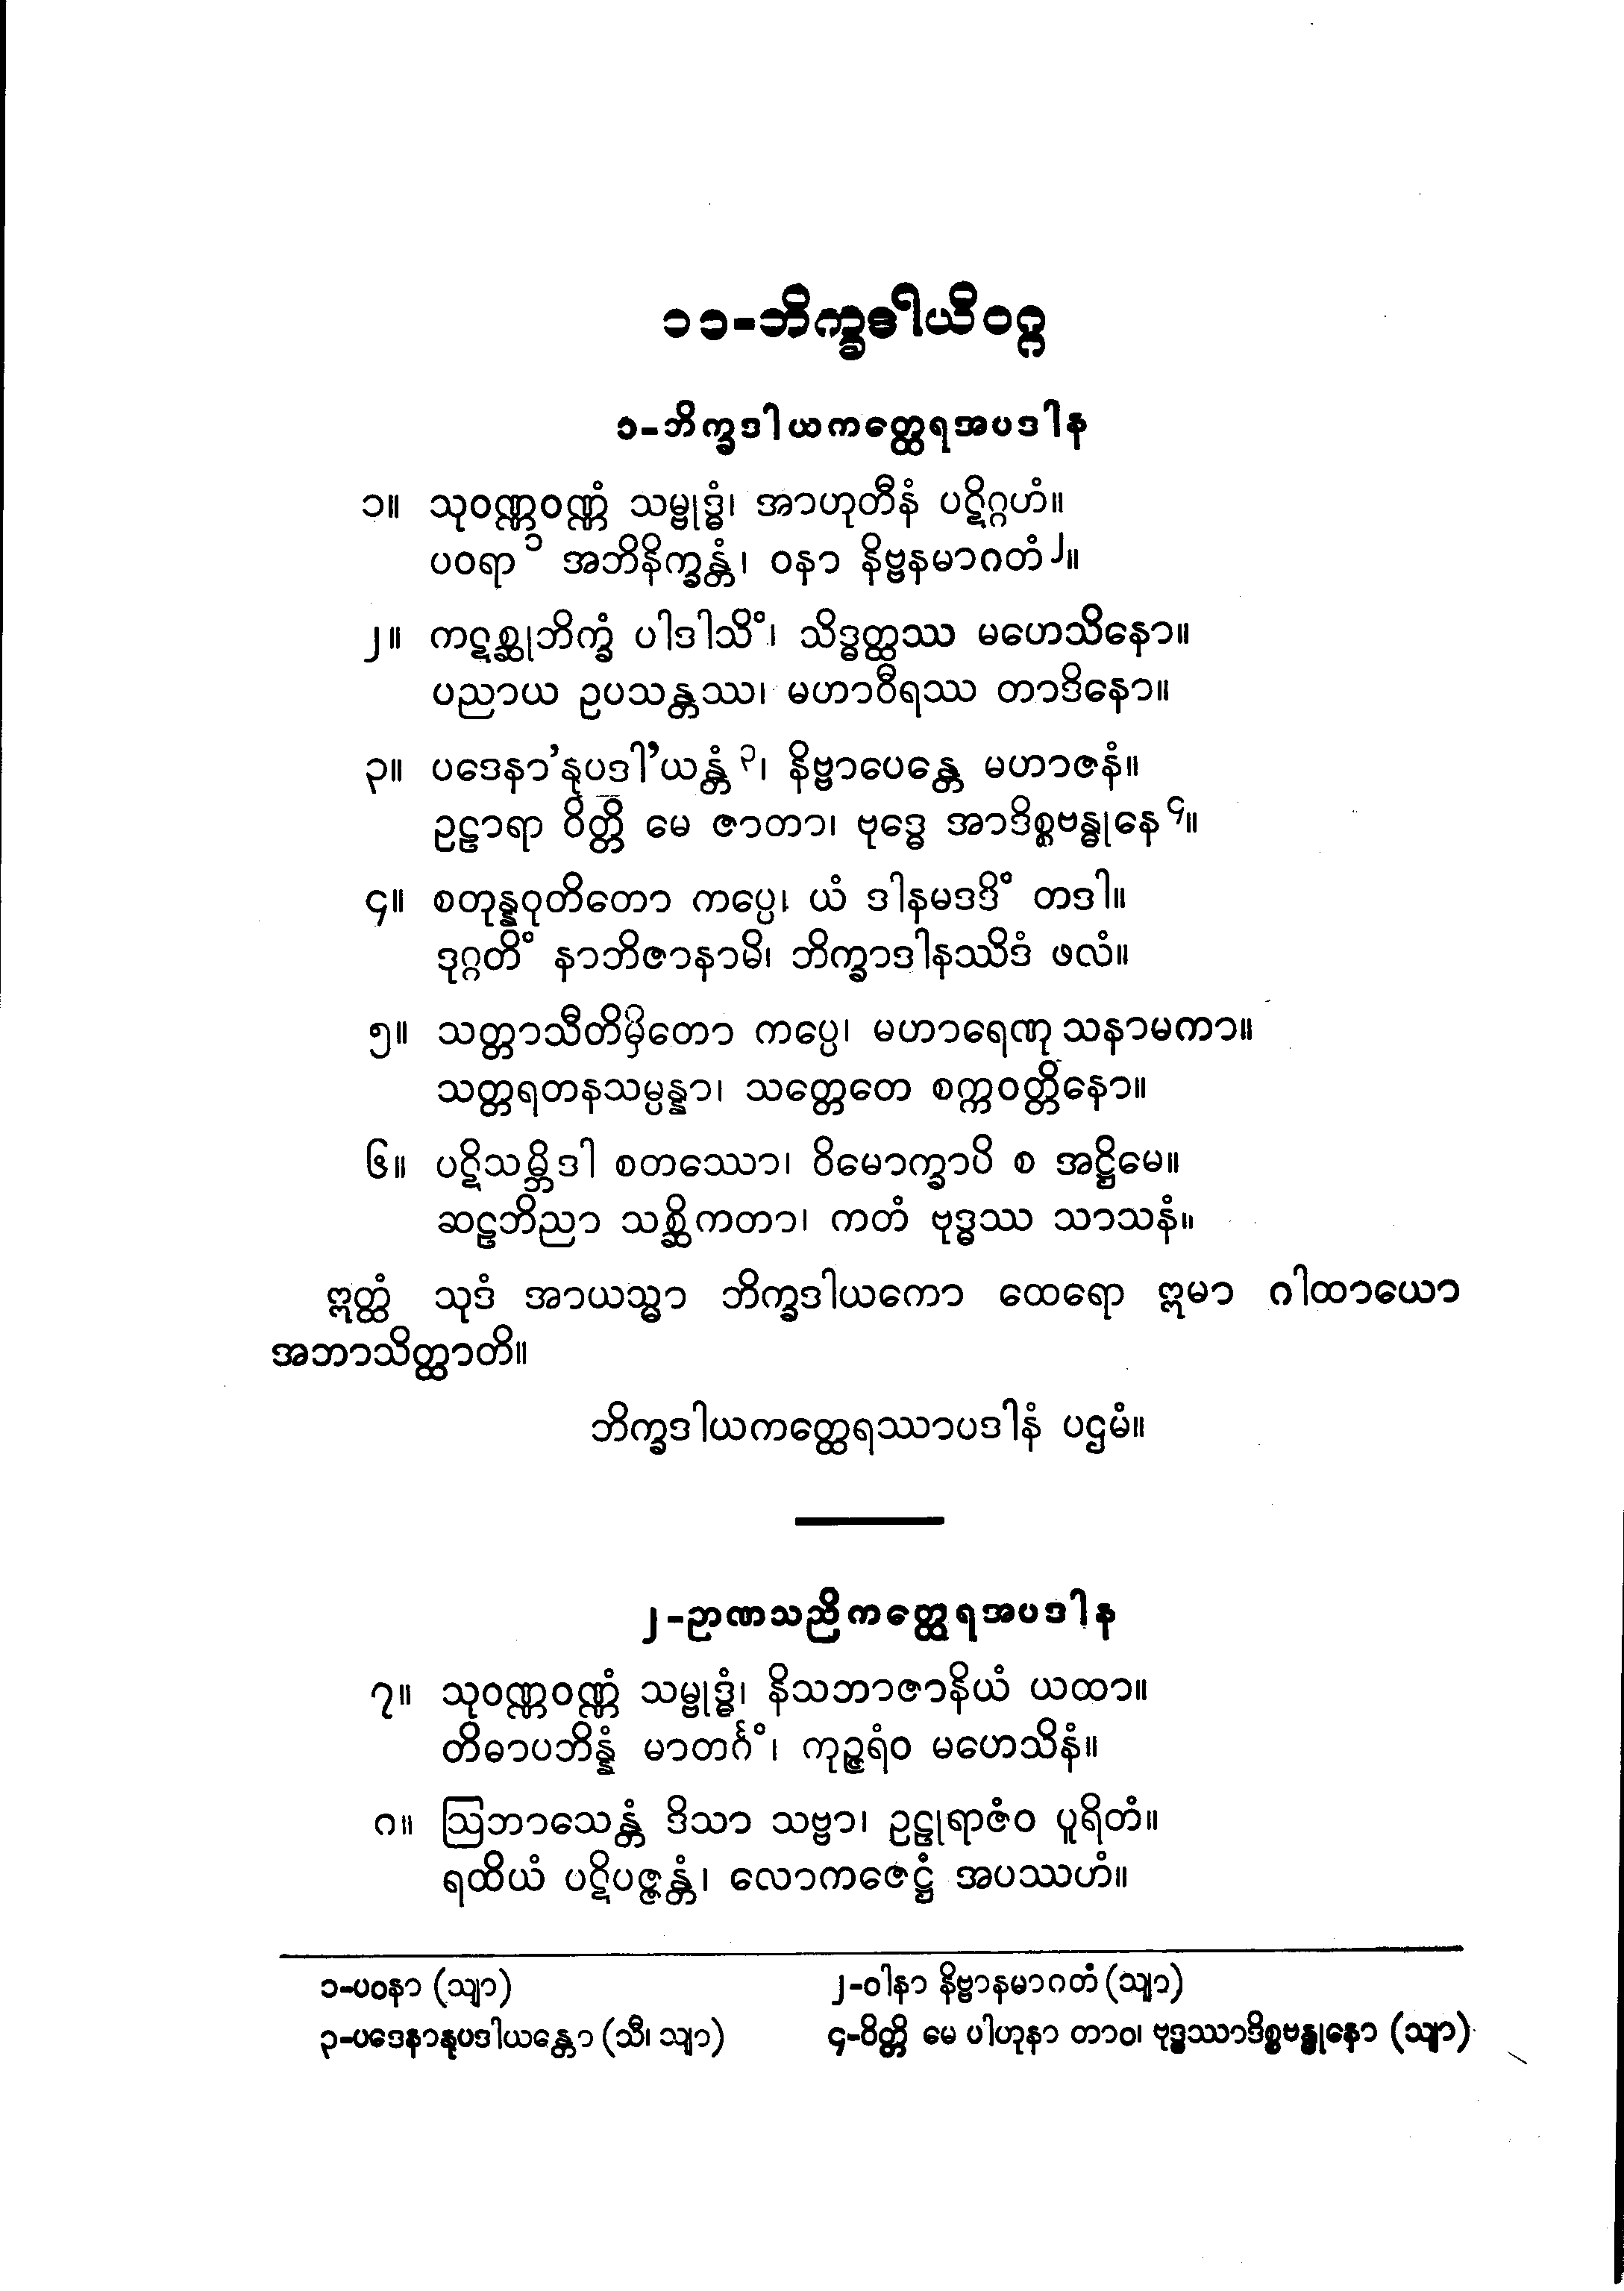 ၁၁-ဘိက္ခဒါယိဝဂ္ဂ
၁-ဘိက္ခဒါယကတ္ထေရအပဒါန
၁။ သုဝဏ္ဏဝဏ္ဏံ သမ္ဗုဒ္ဓံ၊ အာဟုတီနံ ပဋိဂ္ဂဟံ။
ပဝရာ ၁ အဘိနိက္ခန္တံ၊ ဝနာ နိဗ္ဗနမာဂတံ ၂။
၂။ ကဋစ္ဆုဘိက္ခံ ပါဒါသိံ၊ သိဒ္ဓတ္ထဿ မဟေသိနော။
ပညာယ ဥပသန္တဿ၊ မဟာဝီရဿ တာဒိနော။
၃။ ပဒေနာ’နုပဒါ’ယန္တံ ၃၊ နိဗ္ဗာပေန္တေ မဟာဇနံ။
ဥဠာရာ ဝိတ္တိ မေ ဇာတာ၊ ဗုဒ္ဓေ အာဒိစ္စဗန္ဓုနေ ၄။
၄။ စတုန္နဝုတိတော ကပ္ပေ၊ ယံ ဒါနမဒဒိံ တဒါ။
ဒုဂ္ဂတိံ နာဘိဇာနာမိ၊ ဘိက္ခာဒါနဿိဒံ ဖလံ။
၅။ သတ္တာသီတိမှိတော ကပ္ပေ၊ မဟာရေဏု သနာမကာ။
သတ္တရတနသမ္ပန္နာ၊ သတ္တေတေ စက္ကဝတ္တိနော။
၆။ ပဋိသမ္ဘိဒါ စတဿော၊ ဝိမောက္ခာပိ စ အဋ္ဌိမေ။
ဆဠဘိညာ သစ္ဆိကတာ၊ ကတံ ဗုဒ္ဓဿ သာသနံ။
ဣတ္ထံ သုဒံ အာယသ္မာ ဘိက္ခဒါယကော ထေရော ဣမာ ဂါထာယော
အဘာသိတ္ထာတိ။
ဘိက္ခဒါယကတ္ထေရဿာပဒါနံ ပဌမံ။
၂-ဉာဏသညိကတ္ထေရအပဒါန
၇။ သုဝဏ္ဏဝဏ္ဏံ သမ္ဗုဒ္ဓံ၊ နိသဘာဇာနိယံ ယထာ။
တိဓာပဘိန္နံ မာတင်္ဂံ၊ ကုဉ္ဇရံဝ မဟေသိနံ။
၈။ ဩဘာသေန္တံ ဒိသာ သဗ္ဗာ၊ ဥဠုရာဇံဝ ပူရိတံ။
ရထိယံ ပဋိပဇ္ဇန္တံ၊ လောကဇေဋ္ဌံ အပဿဟံ။
၁-ပဝနာ (သျာ)
၂-ဝါနာ နိဗ္ဗာနမာဂတံ (သျာ)
၃-ပဒေနာနုပဒါယန္တော (သီ၊ သျာ)
၄-ဝိတ္တိ မေ ပါဟုနာ တာဝ၊ ဗုဒ္ဓဿာဒိစ္စဗန္ဓုနော (သျာ)